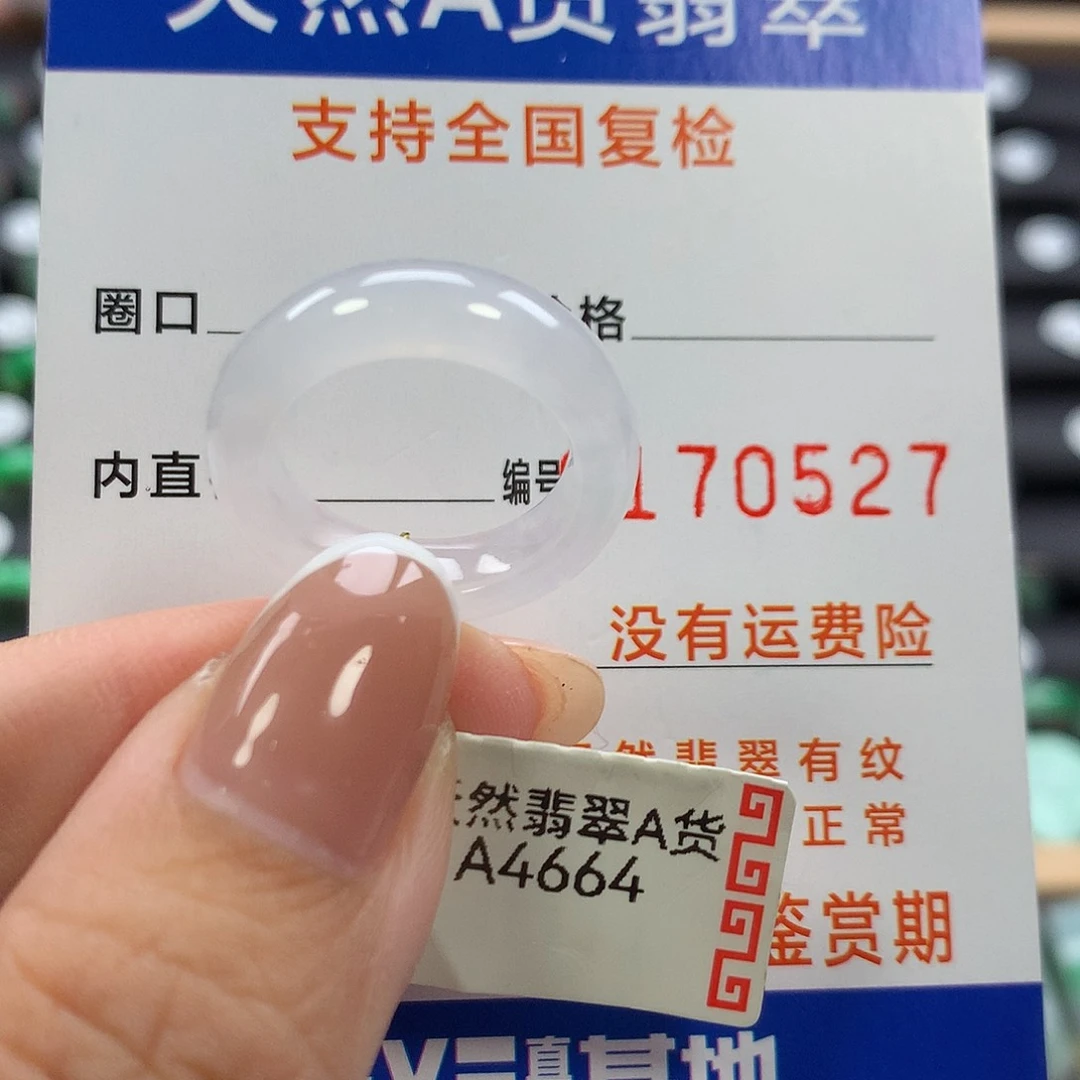 天然A货翡翠
支持全国复检
圈口 格
内直 编号 170527
没有运费险
然翡翠有纹
正常
鉴赏期
然翡翠A货
A4664
基地